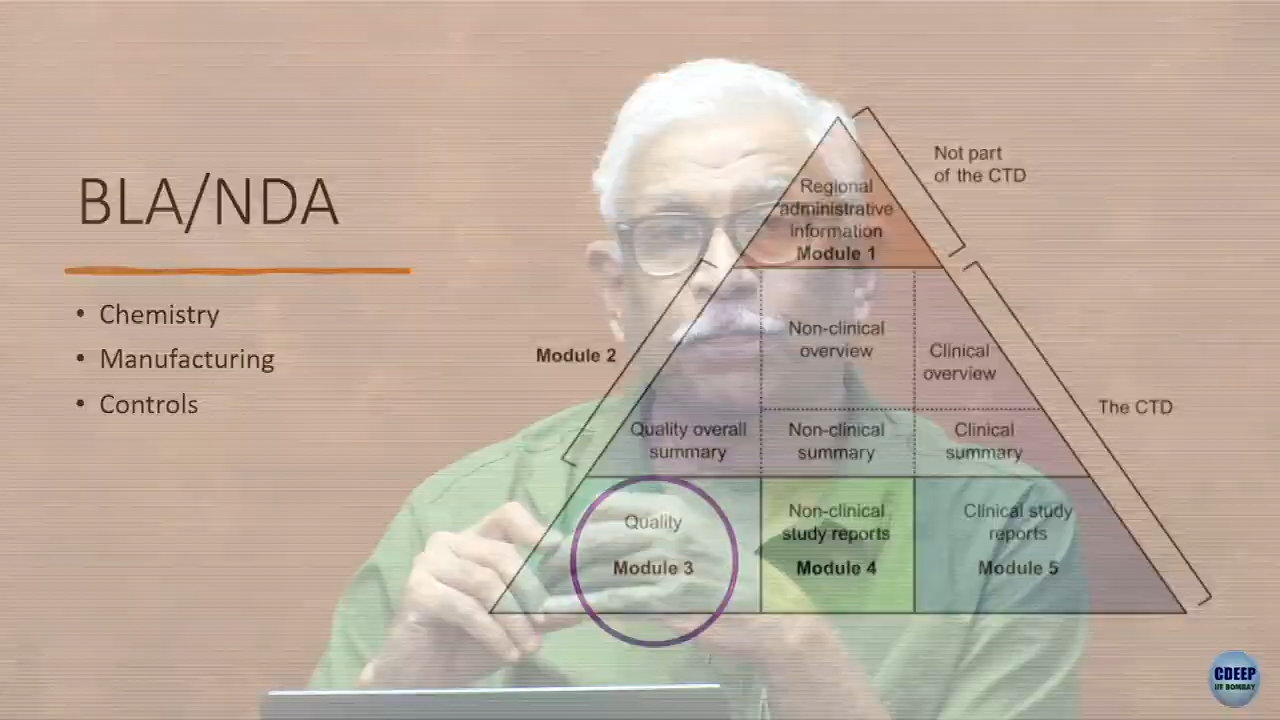 BLA/NDA
• Chemistry
• Manufacturing
• Controls
Not part
of the CTD
Regional
administrative
information
Module 1
Module 2
Non-clinical
overview
Clinical
overview
The CTD
Quality overall
summary
Non-clinical
summary
Clinical
summary
Quality
Module 3
Non-clinical
study reports
Module 4
Clinical study
reports
Module 5
CDEEP
IIT BOMBAY